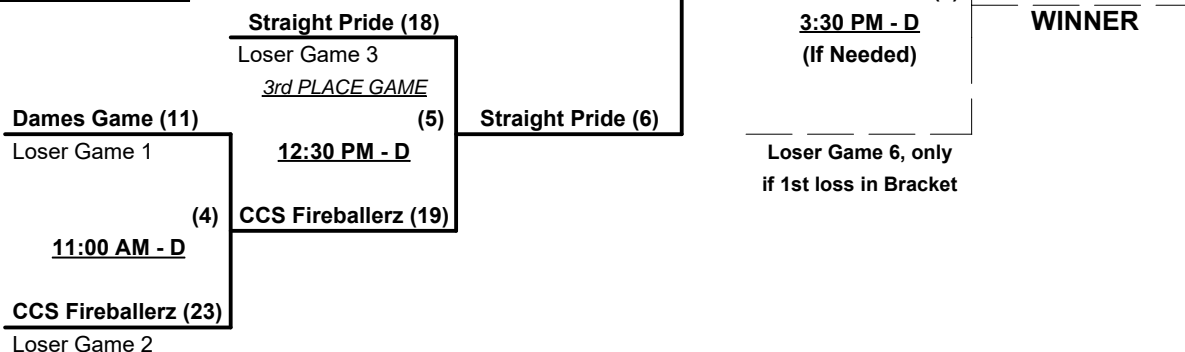 Straight Pride (18)
Loser Game 3
3rd PLACE GAME
Dames Game (11)
Loser Game 1
(5)
12:30 PM - D
Straight Pride (6)
(4)
11:00 AM - D
CCS Fireballerz (19)
CCS Fireballerz (23)
Loser Game 2
3:30 PM - D
(If Needed)
WINNER
Loser Game 6, only
if 1st loss in Bracket